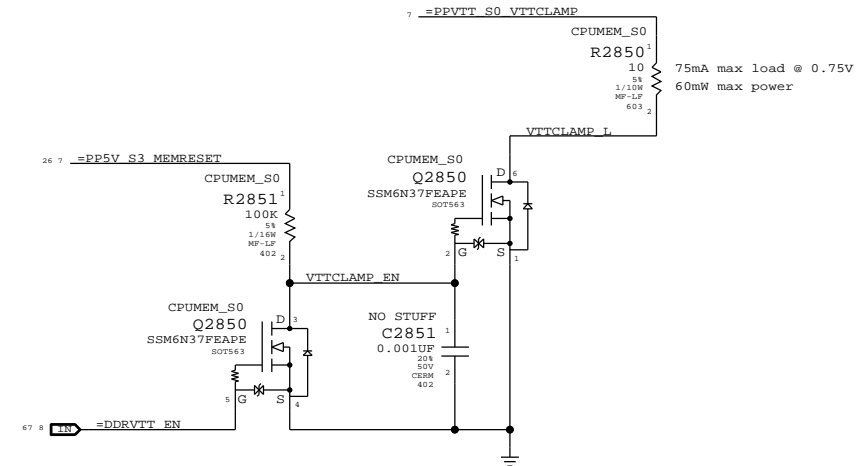 7 =PPVTT_S0_VTTCLAMP
CPUMEM_S0
R2850 1
10
5%
1/10W
MF-LF
603
2
75mA max load @ 0.75V
60mW max power
VTTCLAMP_L
26 7 =PP5V_S3_MEMRESET
CPUMEM_S0
R2851 1
100K
5%
1/16W
MF-LF
402
2
CPUMEM_S0
Q2850
SSM6N37FEAPE
SOT563
D 6
2 G S 1
VTTCLAMP_EN
CPUMEM_S0
Q2850
SSM6N37FEAPE
SOT563
D 3
5 G S 4
NO STUFF
C2851 1
0.001UF
20%
50V
CERM
402
2
67 8 IN =DDRVTT_EN